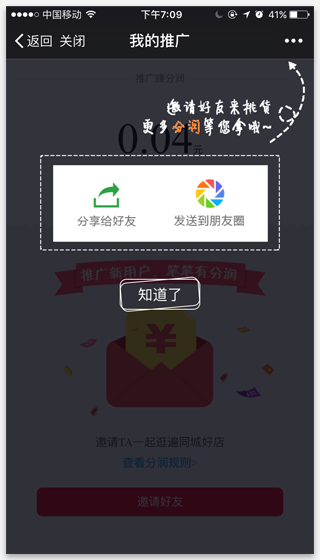 中国移动 下午7:09 41%
返回 关闭 我的推广
推广赚分润
邀请好友来挑货
更多分润等您拿哦~
0.04元
分享给好友 发送到朋友圈
推广新用户，笔笔有分润
知道了
邀请TA一起逛遍同城好店
查看分润规则>
邀请好友